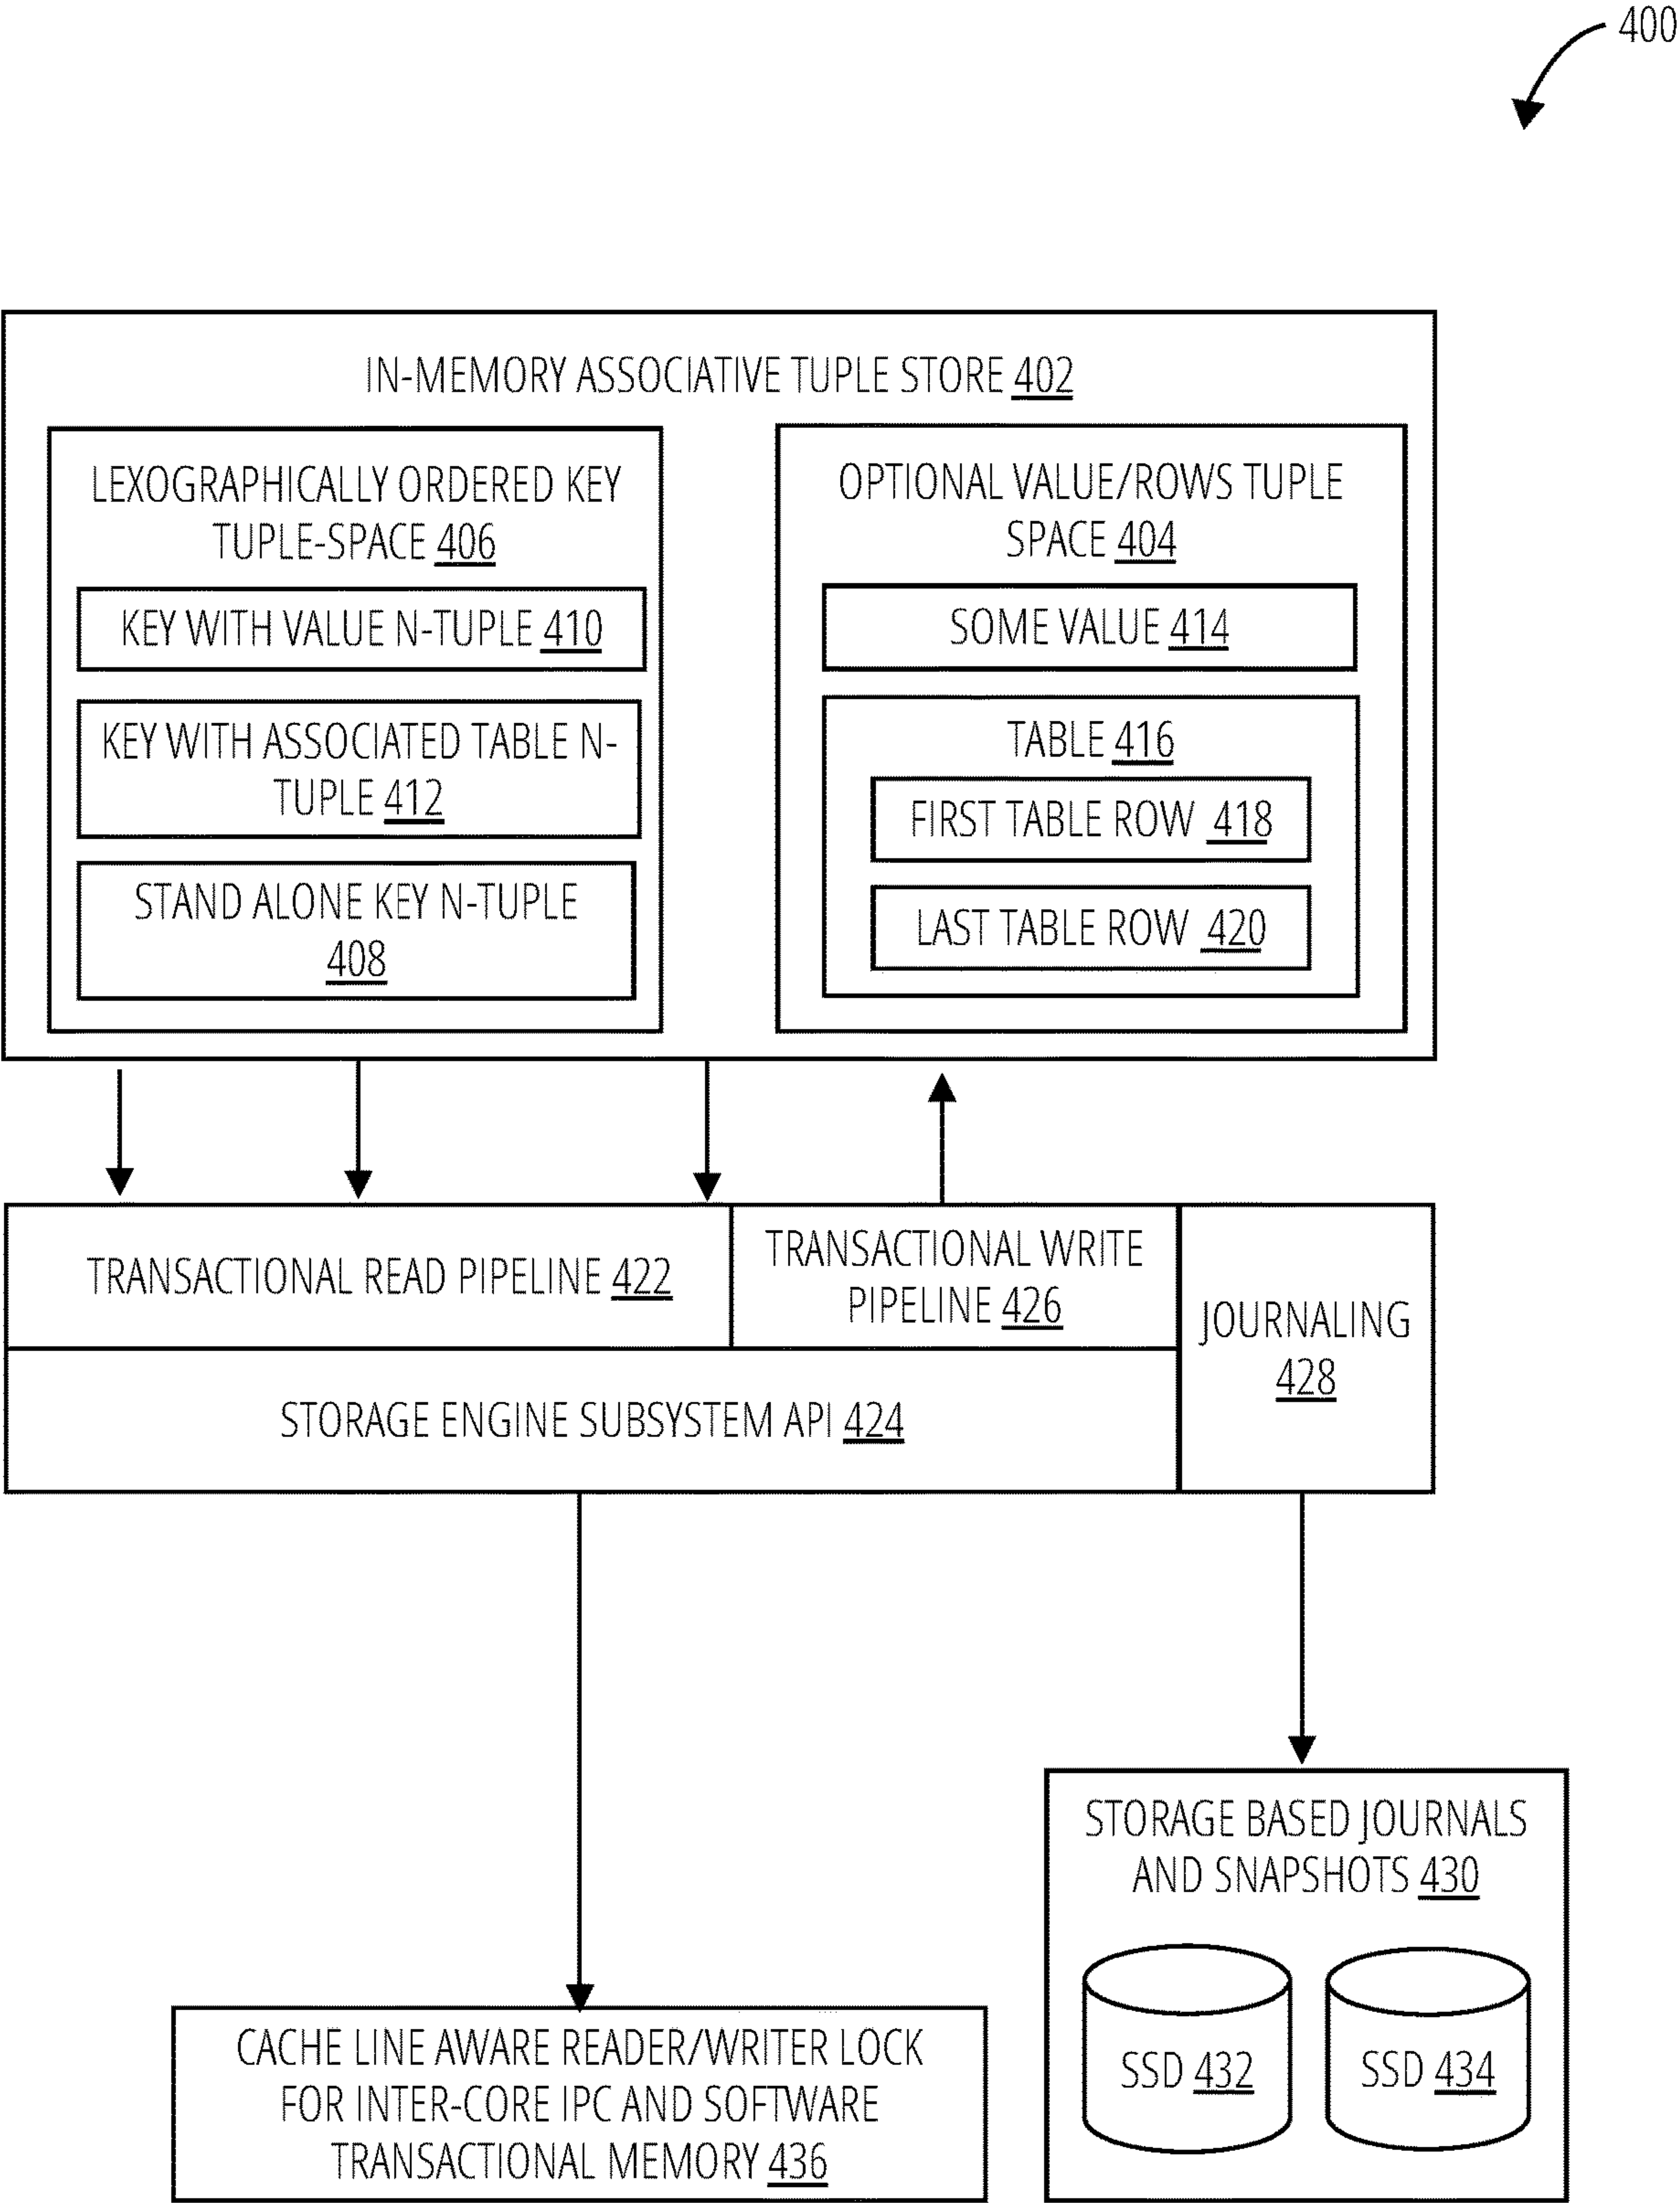 400
IN-MEMORY ASSOCIATIVE TUPLE STORE 402
LEXOGRAPHICALLY ORDERED KEY
TUPLE-SPACE 406
KEY WITH VALUE N-TUPLE 410
KEY WITH ASSOCIATED TABLE N-
TUPLE 412
STAND ALONE KEY N-TUPLE
408
OPTIONAL VALUE/ROWS TUPLE
SPACE 404
SOME VALUE 414
TABLE 416
FIRST TABLE ROW 418
LAST TABLE ROW 420
TRANSACTIONAL READ PIPELINE 422
TRANSACTIONAL WRITE
PIPELINE 426
JOURNALING
428
STORAGE ENGINE SUBSYSTEM API 424
STORAGE BASED JOURNALS
AND SNAPSHOTS 430
SSD 432
SSD 434
CACHE LINE AWARE READER/WRITER LOCK
FOR INTER-CORE IPC AND SOFTWARE
TRANSACTIONAL MEMORY 436